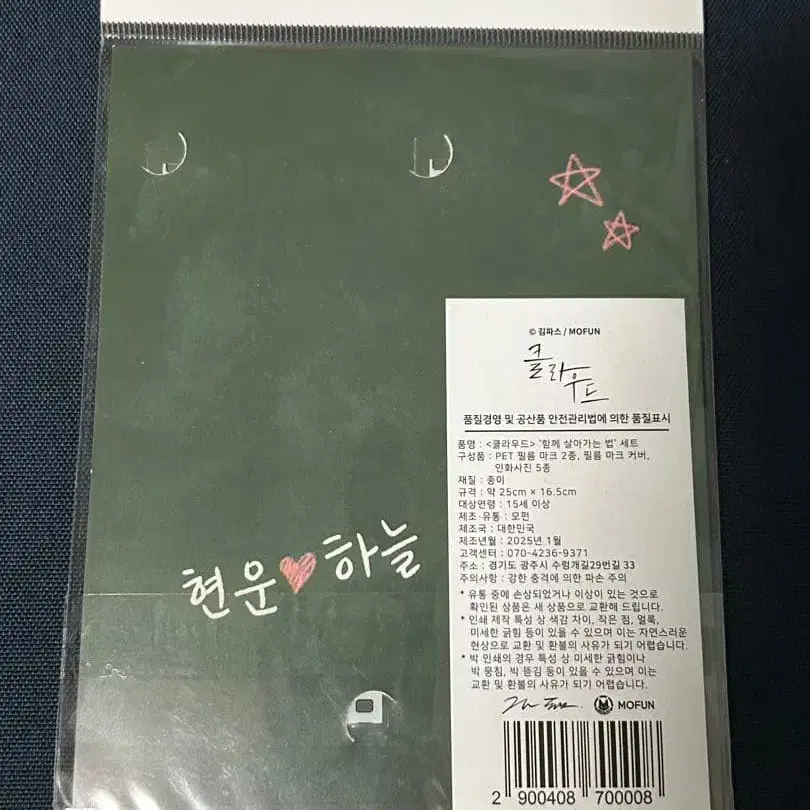 현운♥하늘
© 김파스 / MOFUN
클라우드
품질경영 및 공산품 안전관리법에 의한 품질표시
품명 : <클라우드> '함께 살아가는 법' 세트
구성품 : PET 필름 마크 2종, 필름 마크 커버,
인화사진 5종
재질 : 종이
규격 : 약 25cm × 16.5cm
대상연령 : 15세 이상
제조·유통 : 모펀
제조국 : 대한민국
제조년월 : 2025년 1월
고객센터 : 070-4236-9371
주소 : 경기도 광주시 수렁개길29번길 33
주의사항 : 강한 충격에 의한 파손 주의
* 유통 중에 손상되었거나 이상이 있는 것으로
확인된 상품은 새 상품으로 교환해 드립니다.
* 인쇄 제작 특성 상 색감 차이, 작은 점, 얼룩,
미세한 긁힘 등이 있을 수 있으며 이는 자연스러운
현상으로 교환 및 환불의 사유가 되기 어렵습니다.
* 박 인쇄의 경우 특성 상 미세한 긁힘이나
박 뭉침, 박 뜯김 등이 있을 수 있으며 이는
교환 및 환불의 사유가 되기 어렵습니다.
MOFUN
2 900408 700008